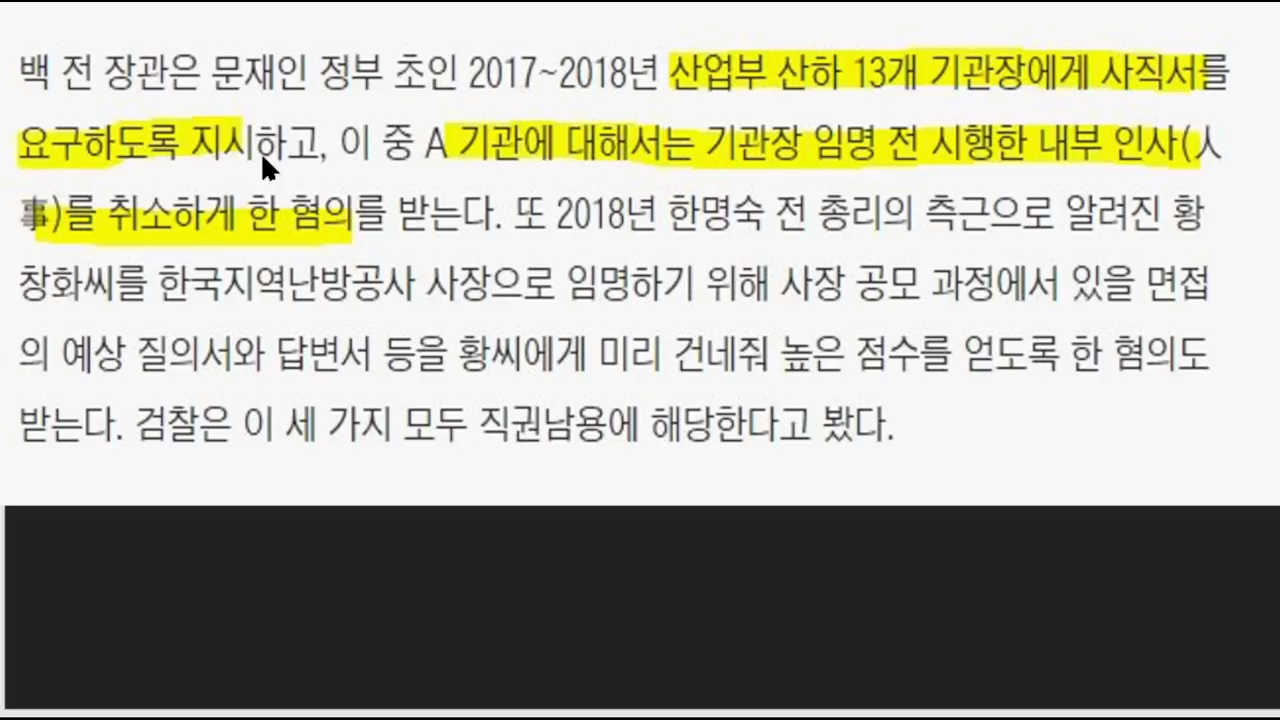 백 전 장관은 문재인 정부 초인 2017~2018년 산업부 산하 13개 기관장에게 사직서를
요구하도록 지시하고, 이 중 A 기관에 대해서는 기관장 임명 전 시행한 내부 인사(人
事)를 취소하게 한 혐의를 받는다. 또 2018년 한명숙 전 총리의 측근으로 알려진 황
창화씨를 한국지역난방공사 사장으로 임명하기 위해 사장 공모 과정에서 있을 면접
의 예상 질의서와 답변서 등을 황씨에게 미리 건네줘 높은 점수를 얻도록 한 혐의도
받는다. 검찰은 이 세 가지 모두 직권남용에 해당한다고 봤다.